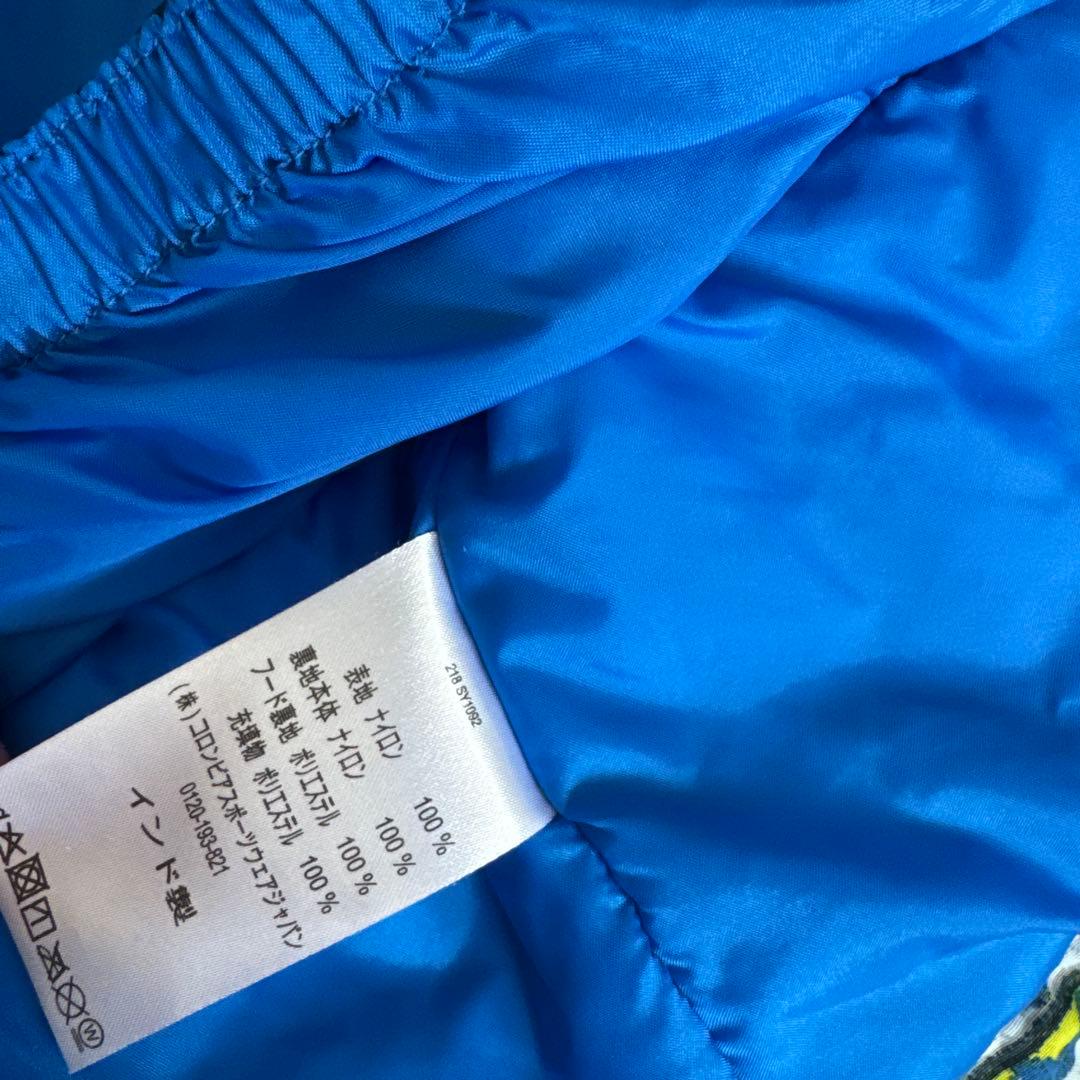 218 SY1092
表地 ナイロン 100%
裏地本体 ナイロン 100%
フード裏地 ポリエステル 100%
充填物 ポリエステル 100%
(株)コロンビアスポーツウェアジャパン
0120-193-821
インド製
W